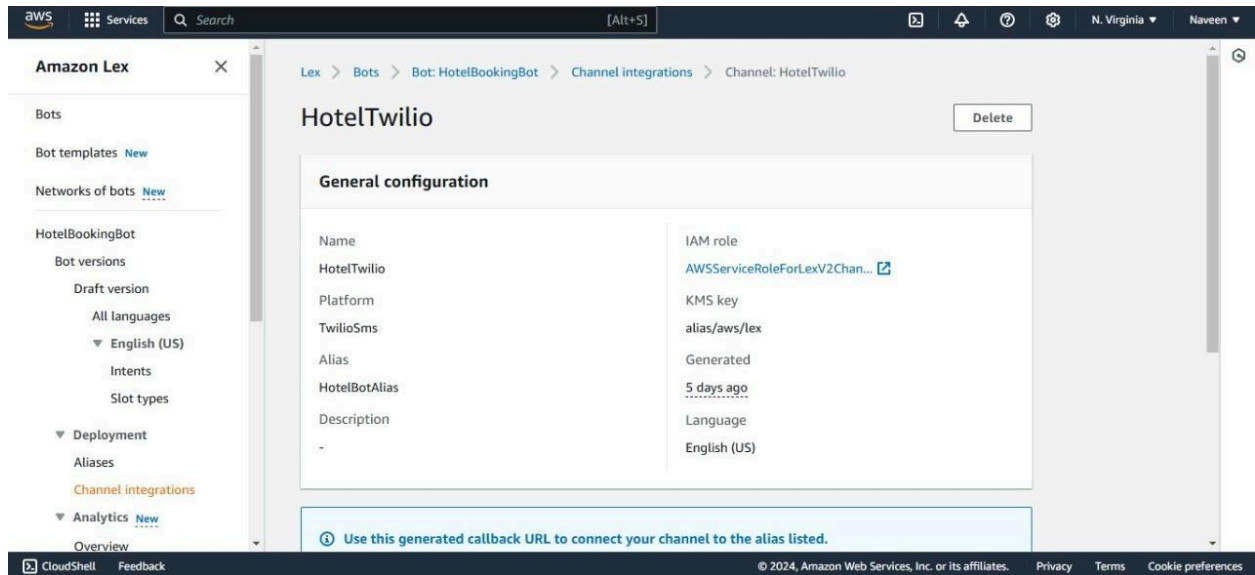 aws Services Search [Alt+S] N. Virginia ▼ Naveen ▼
Amazon Lex
Bots
Bot templates New
Networks of bots New
HotelBookingBot
Bot versions
Draft version
All languages
▼ English (US)
Intents
Slot types
▼ Deployment
Aliases
Channel integrations
▼ Analytics New
Overview
Lex > Bots > Bot: HotelBookingBot > Channel integrations > Channel: HotelTwilio
HotelTwilio
Delete
General configuration
Name
HotelTwilio
Platform
TwilioSms
Alias
HotelBotAlias
Description
-
IAM role
AWSServiceRoleForLexV2Chan...
KMS key
alias/aws/lex
Generated
5 days ago
Language
English (US)
Use this generated callback URL to connect your channel to the alias listed.
CloudShell Feedback © 2024, Amazon Web Services, Inc. or its affiliates. Privacy Terms Cookie preferences